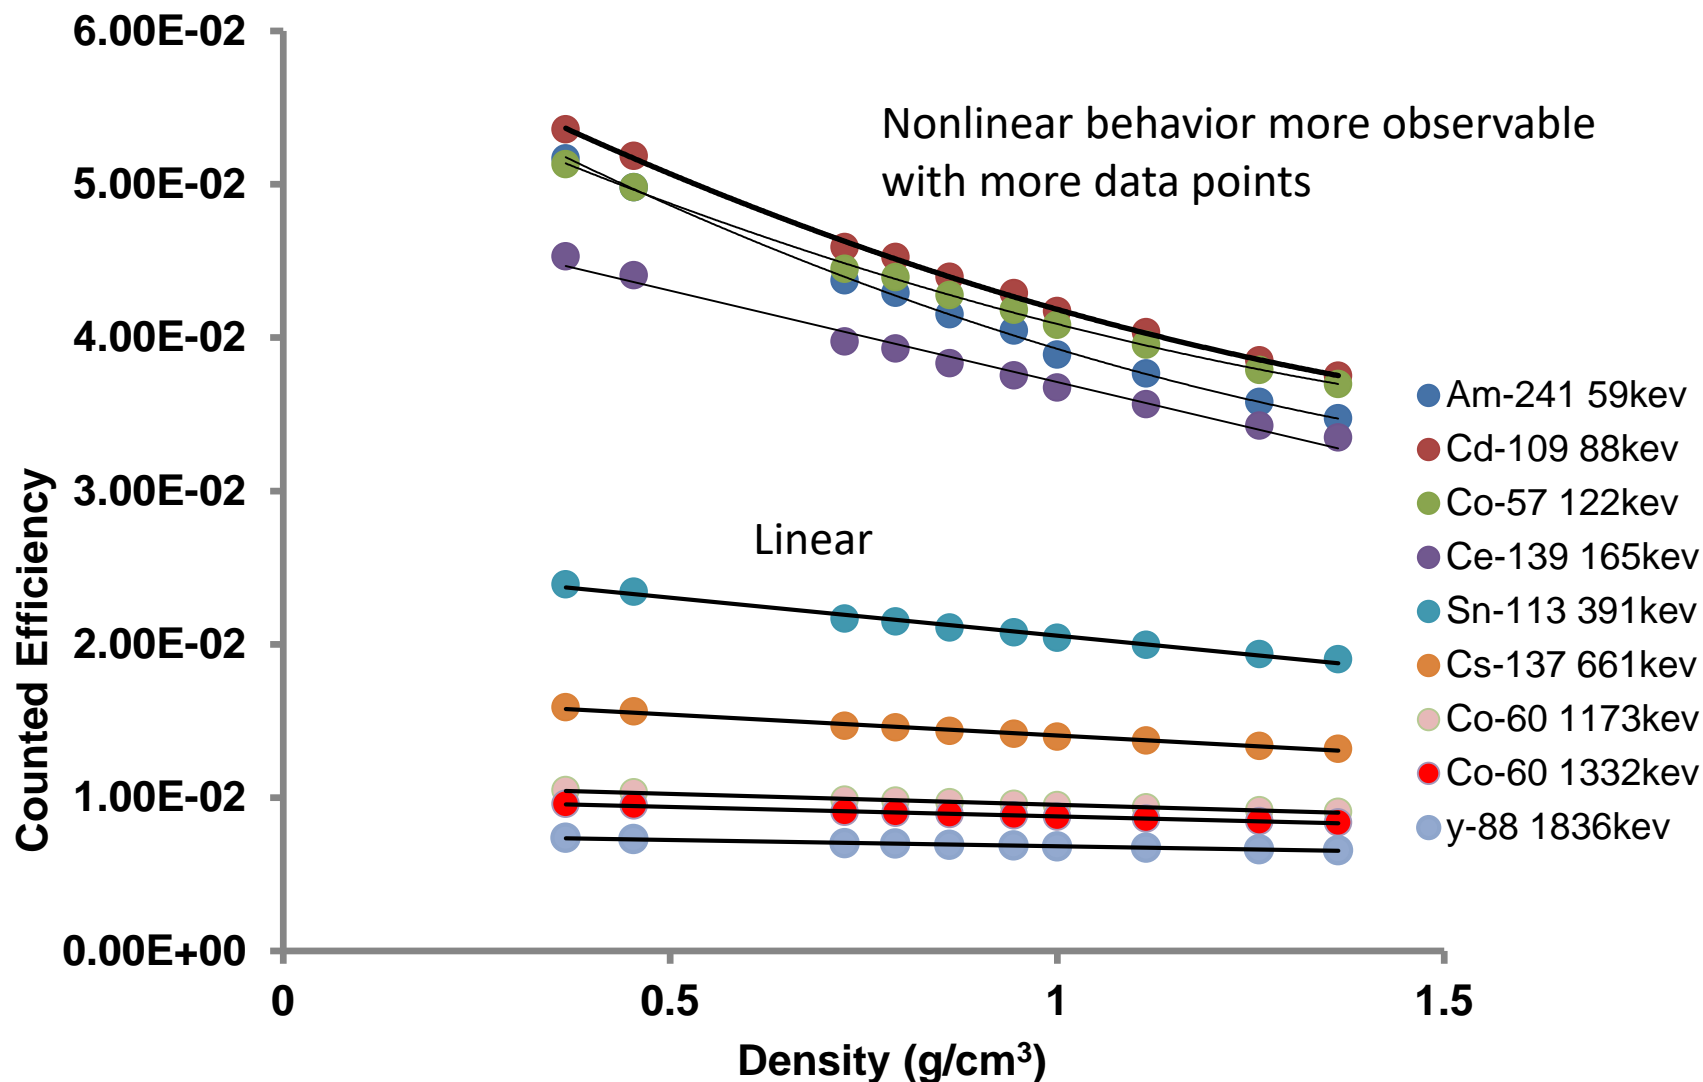 6.00E-02
5.00E-02
4.00E-02
3.00E-02
2.00E-02
1.00E-02
0.00E+00
Counted Efficiency
Nonlinear behavior more observable
with more data points
Linear
Am-241 59kev
Cd-109 88kev
Co-57 122kev
Ce-139 165kev
Sn-113 391kev
Cs-137 661kev
Co-60 1173kev
Co-60 1332kev
y-88 1836kev
0 0.5 1 1.5
Density (g/cm³)